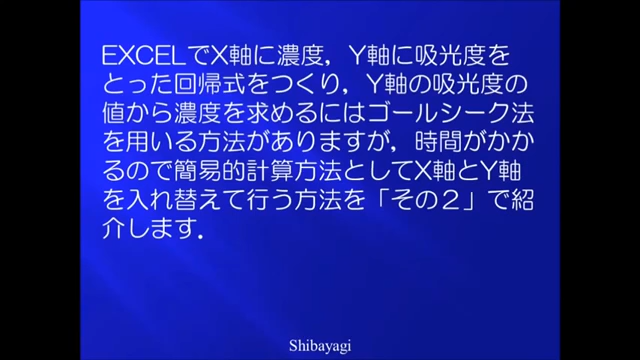 EXCELでX軸に濃度，Y軸に吸光度を
とった回帰式をつくり，Y軸の吸光度の
値から濃度を求めるにはゴールシーク法
を用いる方法がありますが，時間がかか
るので簡易的計算方法としてX軸とY軸
を入れ替えて行う方法を「その２」で紹
介します．
Shibayagi